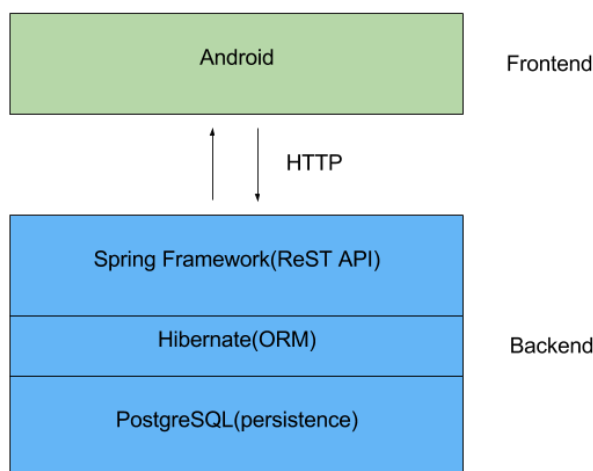 Android
Frontend
HTTP
Spring Framework(ReST API)
Hibernate(ORM)
Backend
PostgreSQL(persistence)